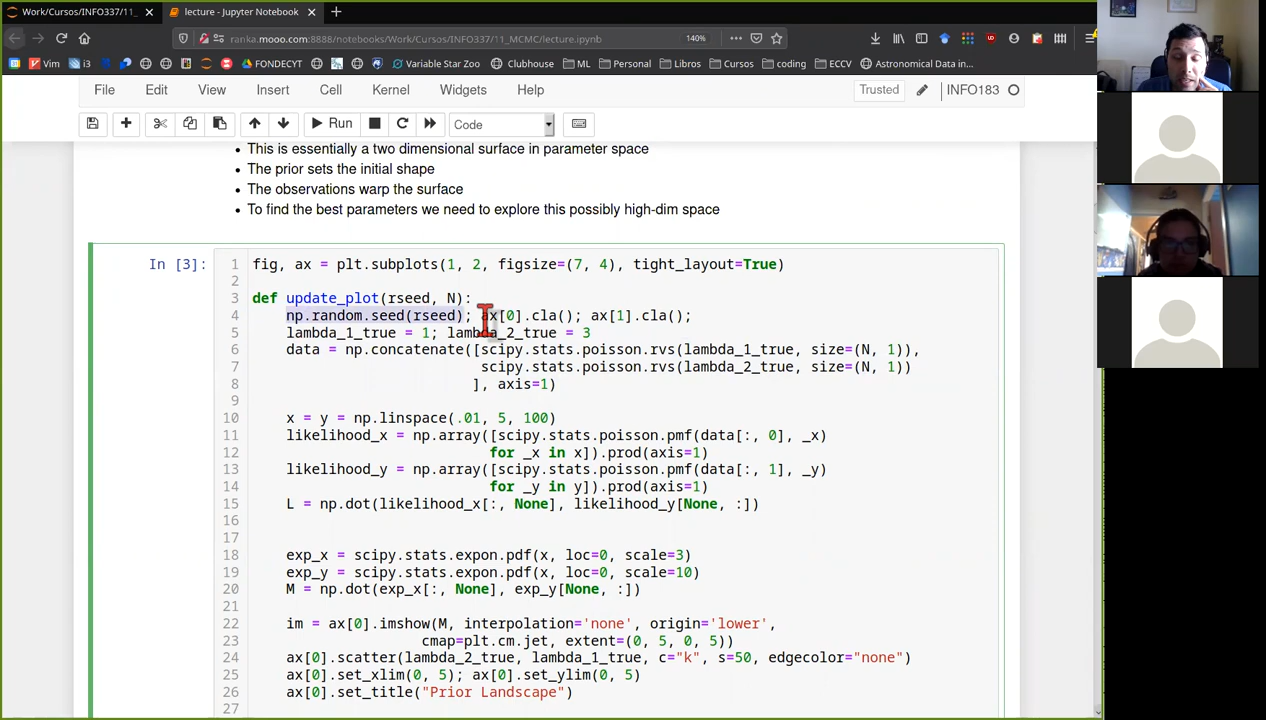 Work/Cursos/INFO337/11_
lecture - Jupyter Notebook
ranka.mooo.com:8888/notebooks/Work/Cursos/INFO337/11_MCMC/lecture.ipynb
140%
Vim
i3
FONDECYT
Variable Star Zoo
Clubhouse
ML
Personal
Libros
Cursos
coding
ECCV
Astronomical Data in...
File Edit View Insert Cell Kernel Widgets Help
Trusted
INFO183
Run
Code
This is essentially a two dimensional surface in parameter space
The prior sets the initial shape
The observations warp the surface
To find the best parameters we need to explore this possibly high-dim space
In [3]:
1 fig, ax = plt.subplots(1, 2, figsize=(7, 4), tight_layout=True)
2
3 def update_plot(rseed, N):
4 np.random.seed(rseed); ax[0].cla(); ax[1].cla();
5 lambda_1_true = 1; lambda_2_true = 3
6 data = np.concatenate([scipy.stats.poisson.rvs(lambda_1_true, size=(N, 1)),
7 scipy.stats.poisson.rvs(lambda_2_true, size=(N, 1))
8 ], axis=1)
9
10 x = y = np.linspace(.01, 5, 100)
11 likelihood_x = np.array([scipy.stats.poisson.pmf(data[:, 0], _x)
12 for _x in x]).prod(axis=1)
13 likelihood_y = np.array([scipy.stats.poisson.pmf(data[:, 1], _y)
14 for _y in y]).prod(axis=1)
15 L = np.dot(likelihood_x[:, None], likelihood_y[None, :])
16
17
18 exp_x = scipy.stats.expon.pdf(x, loc=0, scale=3)
19 exp_y = scipy.stats.expon.pdf(x, loc=0, scale=10)
20 M = np.dot(exp_x[:, None], exp_y[None, :])
21
22 im = ax[0].imshow(M, interpolation='none', origin='lower',
23 cmap=plt.cm.jet, extent=(0, 5, 0, 5))
24 ax[0].scatter(lambda_2_true, lambda_1_true, c="k", s=50, edgecolor="none")
25 ax[0].set_xlim(0, 5); ax[0].set_ylim(0, 5)
26 ax[0].set_title("Prior Landscape")
27